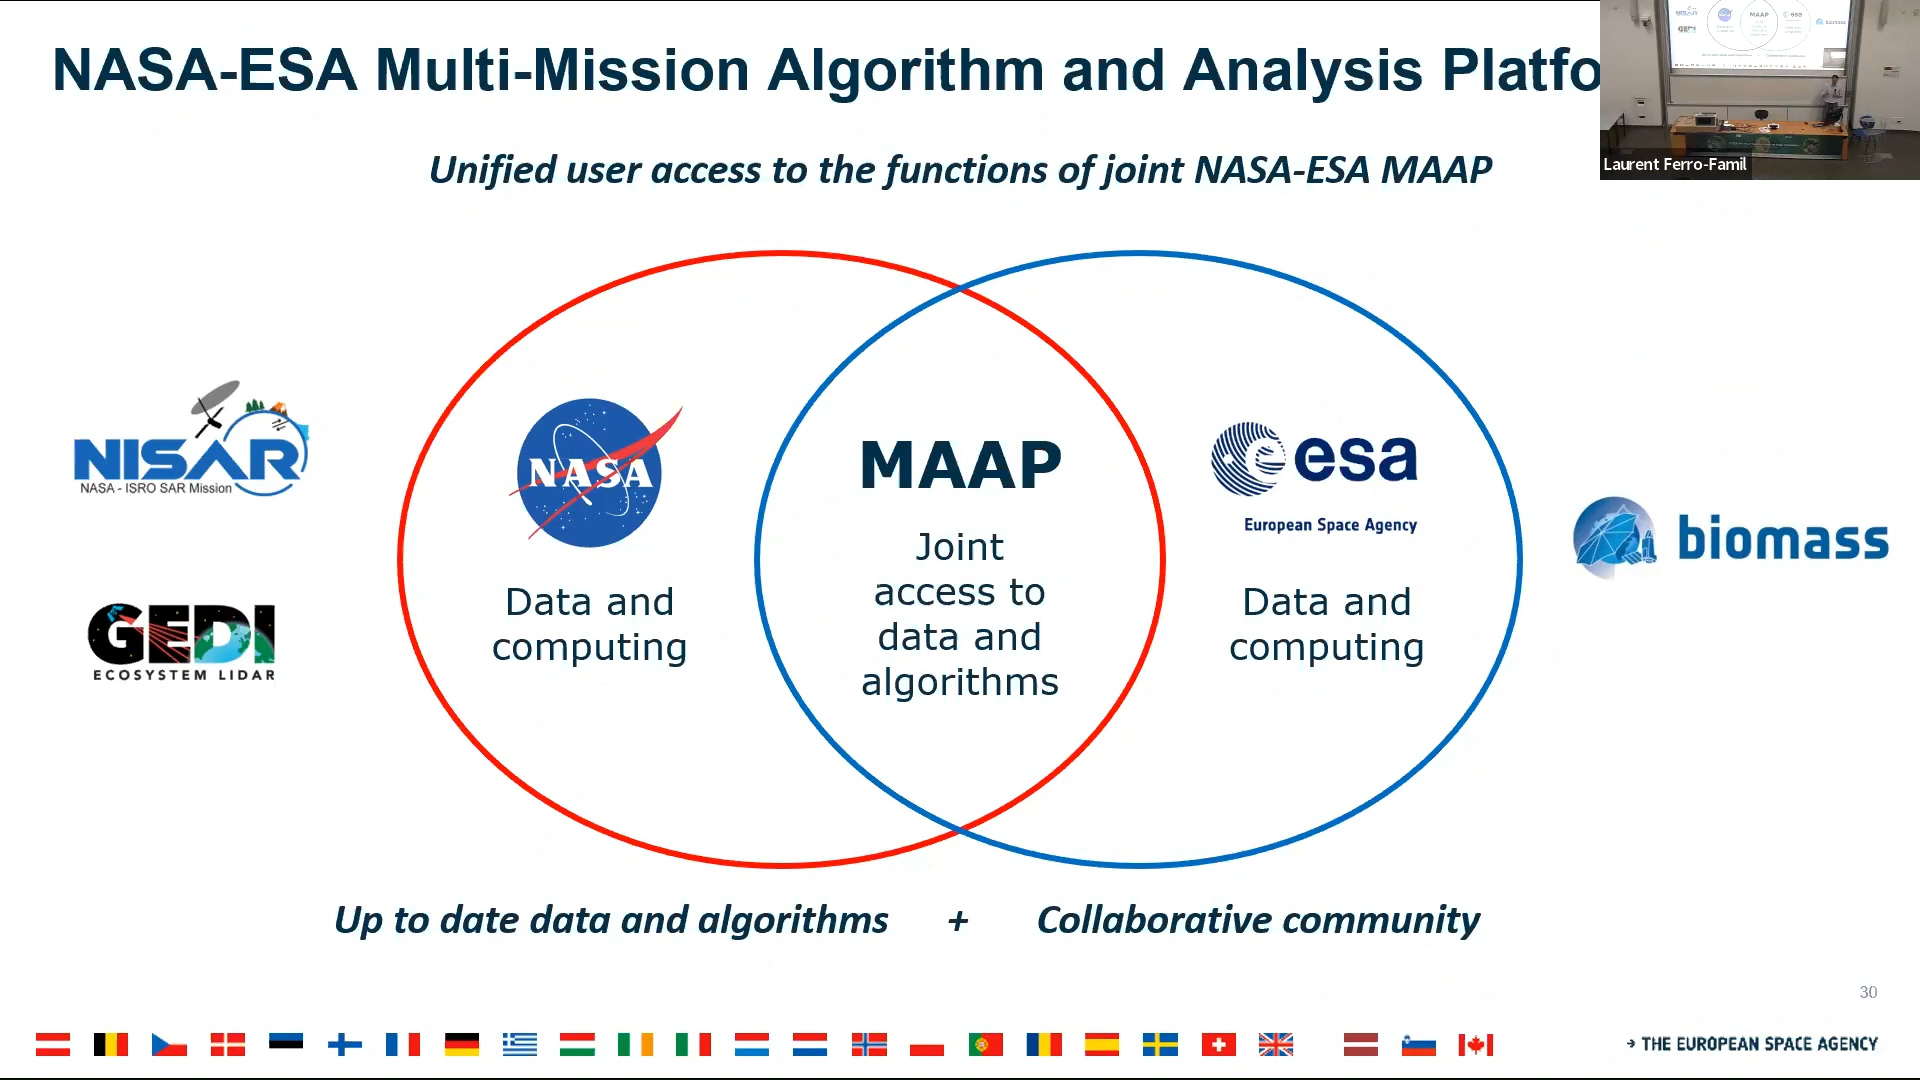 NASA-ESA Multi-Mission Algorithm and Analysis Platfo
Laurent Ferro-Famil
Unified user access to the functions of joint NASA-ESA MAAP
NISAR
NASA - ISRO SAR Mission
GEDI
ECOSYSTEM LIDAR
NASA
Data and
computing
MAAP
Joint
access to
data and
algorithms
esa
European Space Agency
Data and
computing
biomass
Up to date data and algorithms + Collaborative community
30
→ THE EUROPEAN SPACE AGENCY